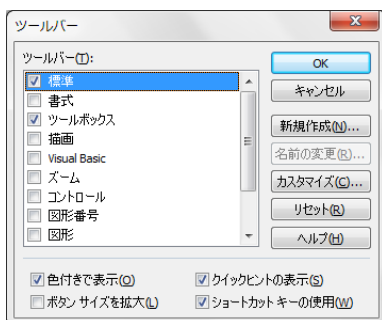 ツールバー
ツールバー(T):
標準
書式
ツールボックス
描画
Visual Basic
ズーム
コントロール
図形番号
図形
OK
キャンセル
新規作成(N)...
名前の変更(R)...
カスタマイズ(C)...
リセット(R)
ヘルプ(H)
色付きで表示(O)
クイックヒントの表示(S)
ボタン サイズを拡大(L)
ショートカット キーの使用(W)